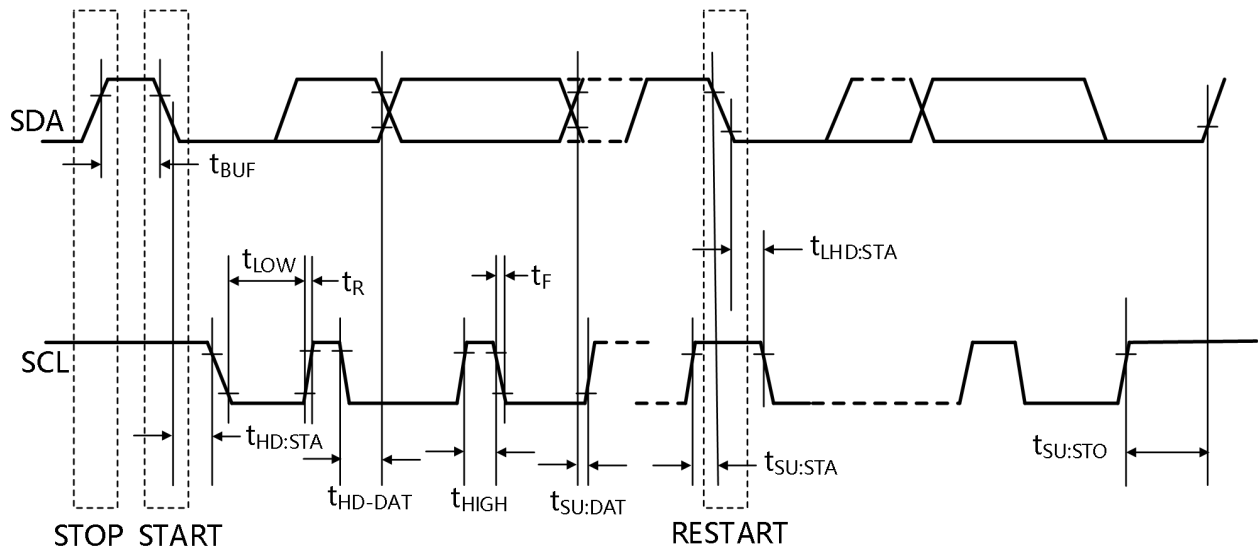 SDA
tBUF
tLOW
tR
tF
tLHD:STA
SCL
tHD:STA
tHD-DAT
tHIGH
tSU:DAT
tSU:STA
tSU:STO
STOP START
RESTART